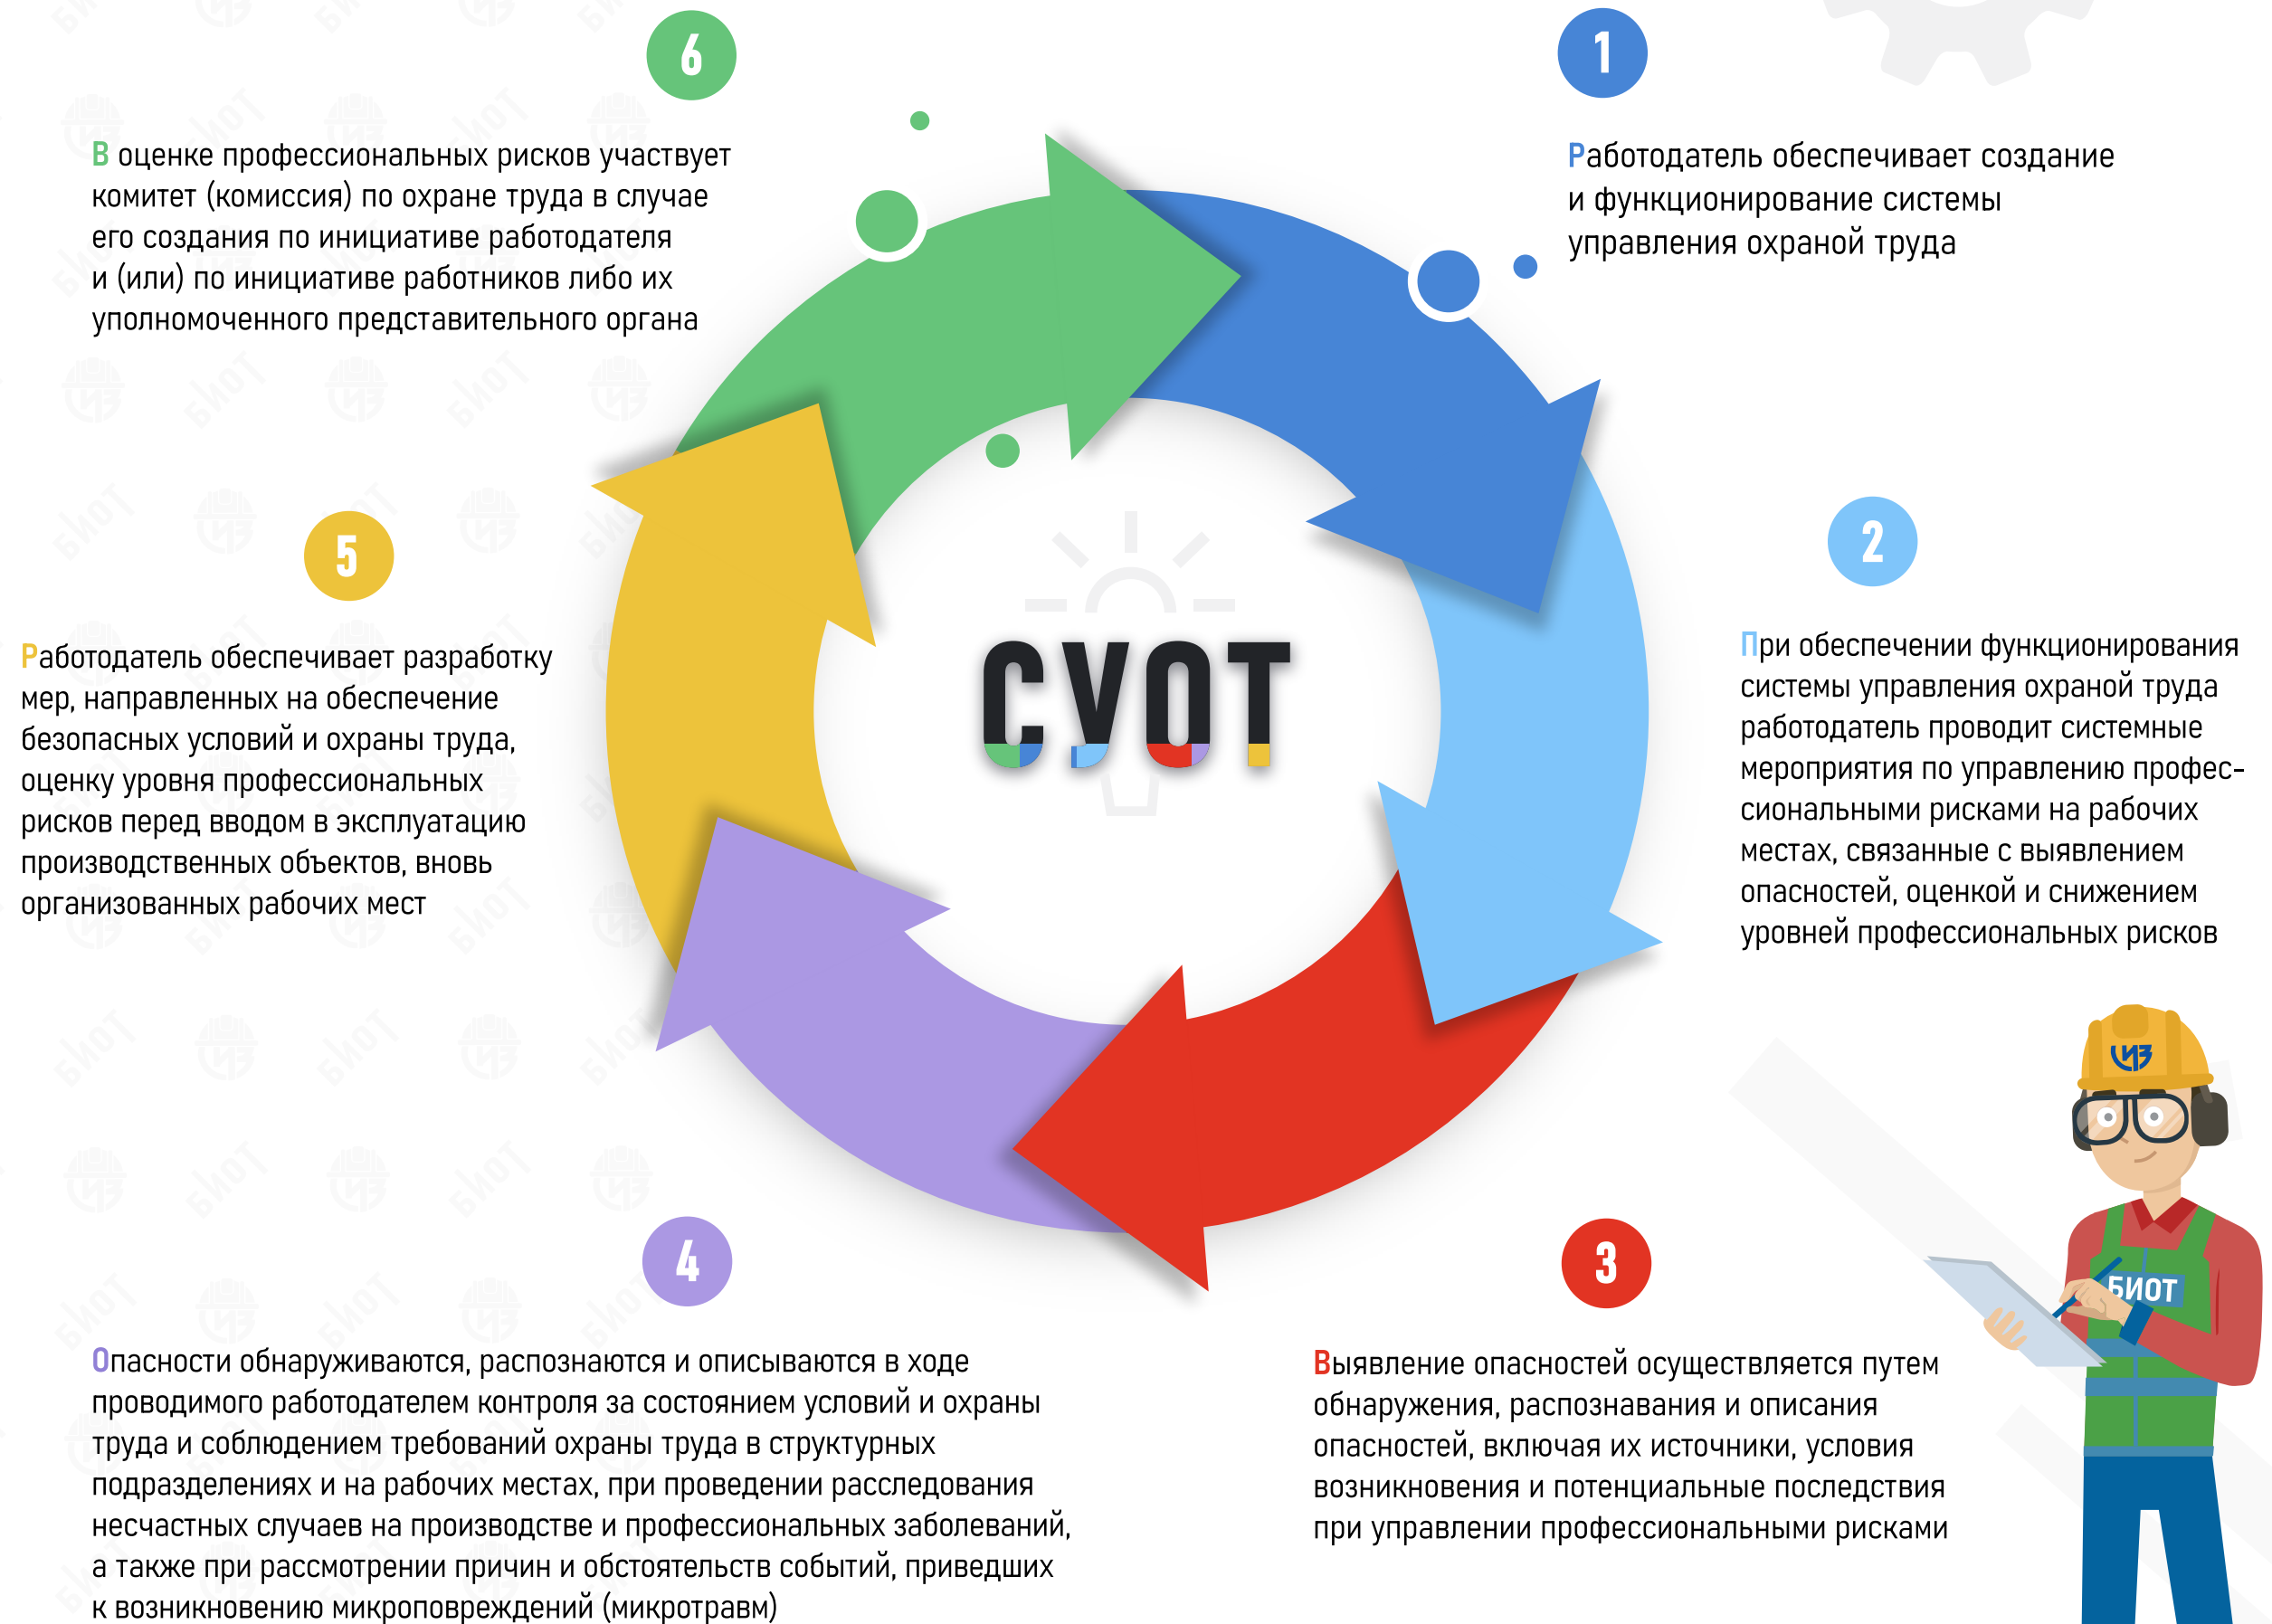 1
Работодатель обеспечивает создание
и функционирование системы
управления охраной труда
2
При обеспечении функционирования
системы управления охраной труда
работодатель проводит системные
мероприятия по управлению профес-
сиональными рисками на рабочих
местах, связанные с выявлением
опасностей, оценкой и снижением
уровней профессиональных рисков
3
Выявление опасностей осуществляется путем
обнаружения, распознавания и описания
опасностей, включая их источники, условия
возникновения и потенциальные последствия
при управлении профессиональными рисками
4
Опасности обнаруживаются, распознаются и описываются в ходе
проводимого работодателем контроля за состоянием условий и охраны
труда и соблюдением требований охраны труда в структурных
подразделениях и на рабочих местах, при проведении расследования
несчастных случаев на производстве и профессиональных заболеваний,
а также при рассмотрении причин и обстоятельств событий, приведших
к возникновению микроповреждений (микротравм)
5
Работодатель обеспечивает разработку
мер, направленных на обеспечение
безопасных условий и охраны труда,
оценку уровня профессиональных
рисков перед вводом в эксплуатацию
производственных объектов, вновь
организованных рабочих мест
6
В оценке профессиональных рисков участвует
комитет (комиссия) по охране труда в случае
его создания по инициативе работодателя
и (или) по инициативе работников либо их
уполномоченного представительного органа
СУОТ
СИЗ
БИОТ